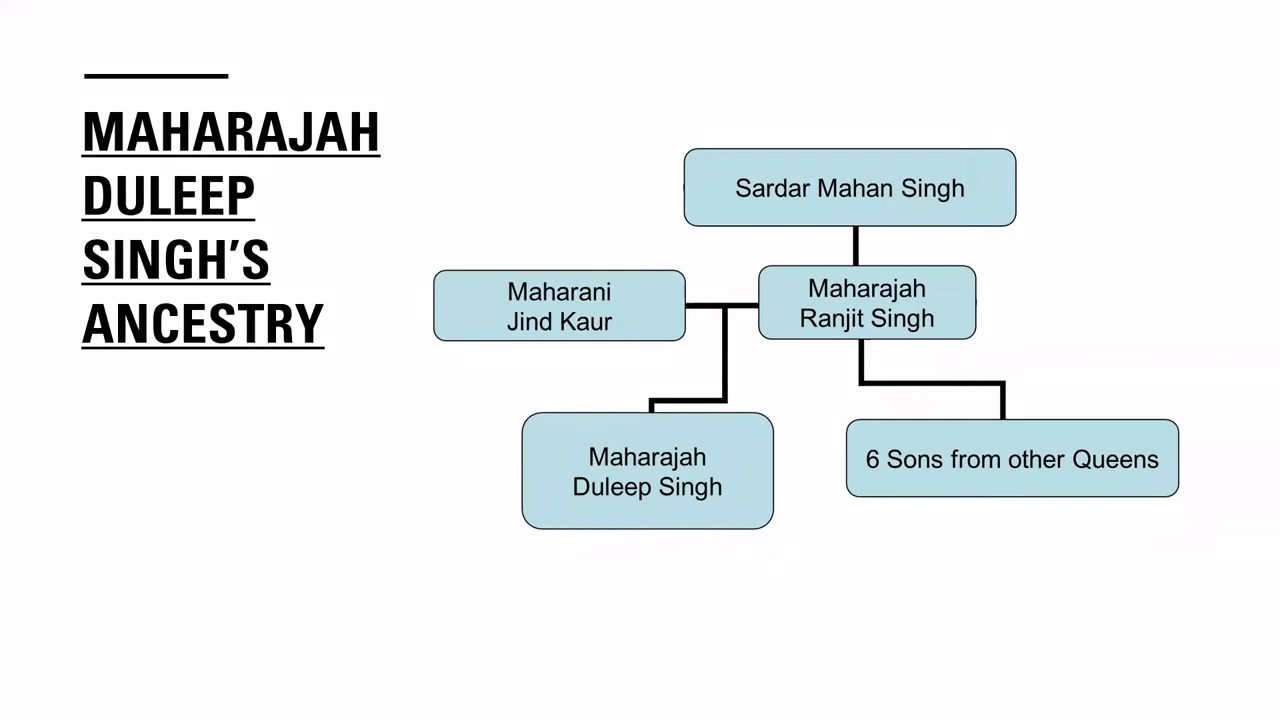 MAHARAJAH
DULEEP
SINGH’S
ANCESTRY
Sardar Mahan Singh
Maharani
Jind Kaur
Maharajah
Ranjit Singh
Maharajah
Duleep Singh
6 Sons from other Queens